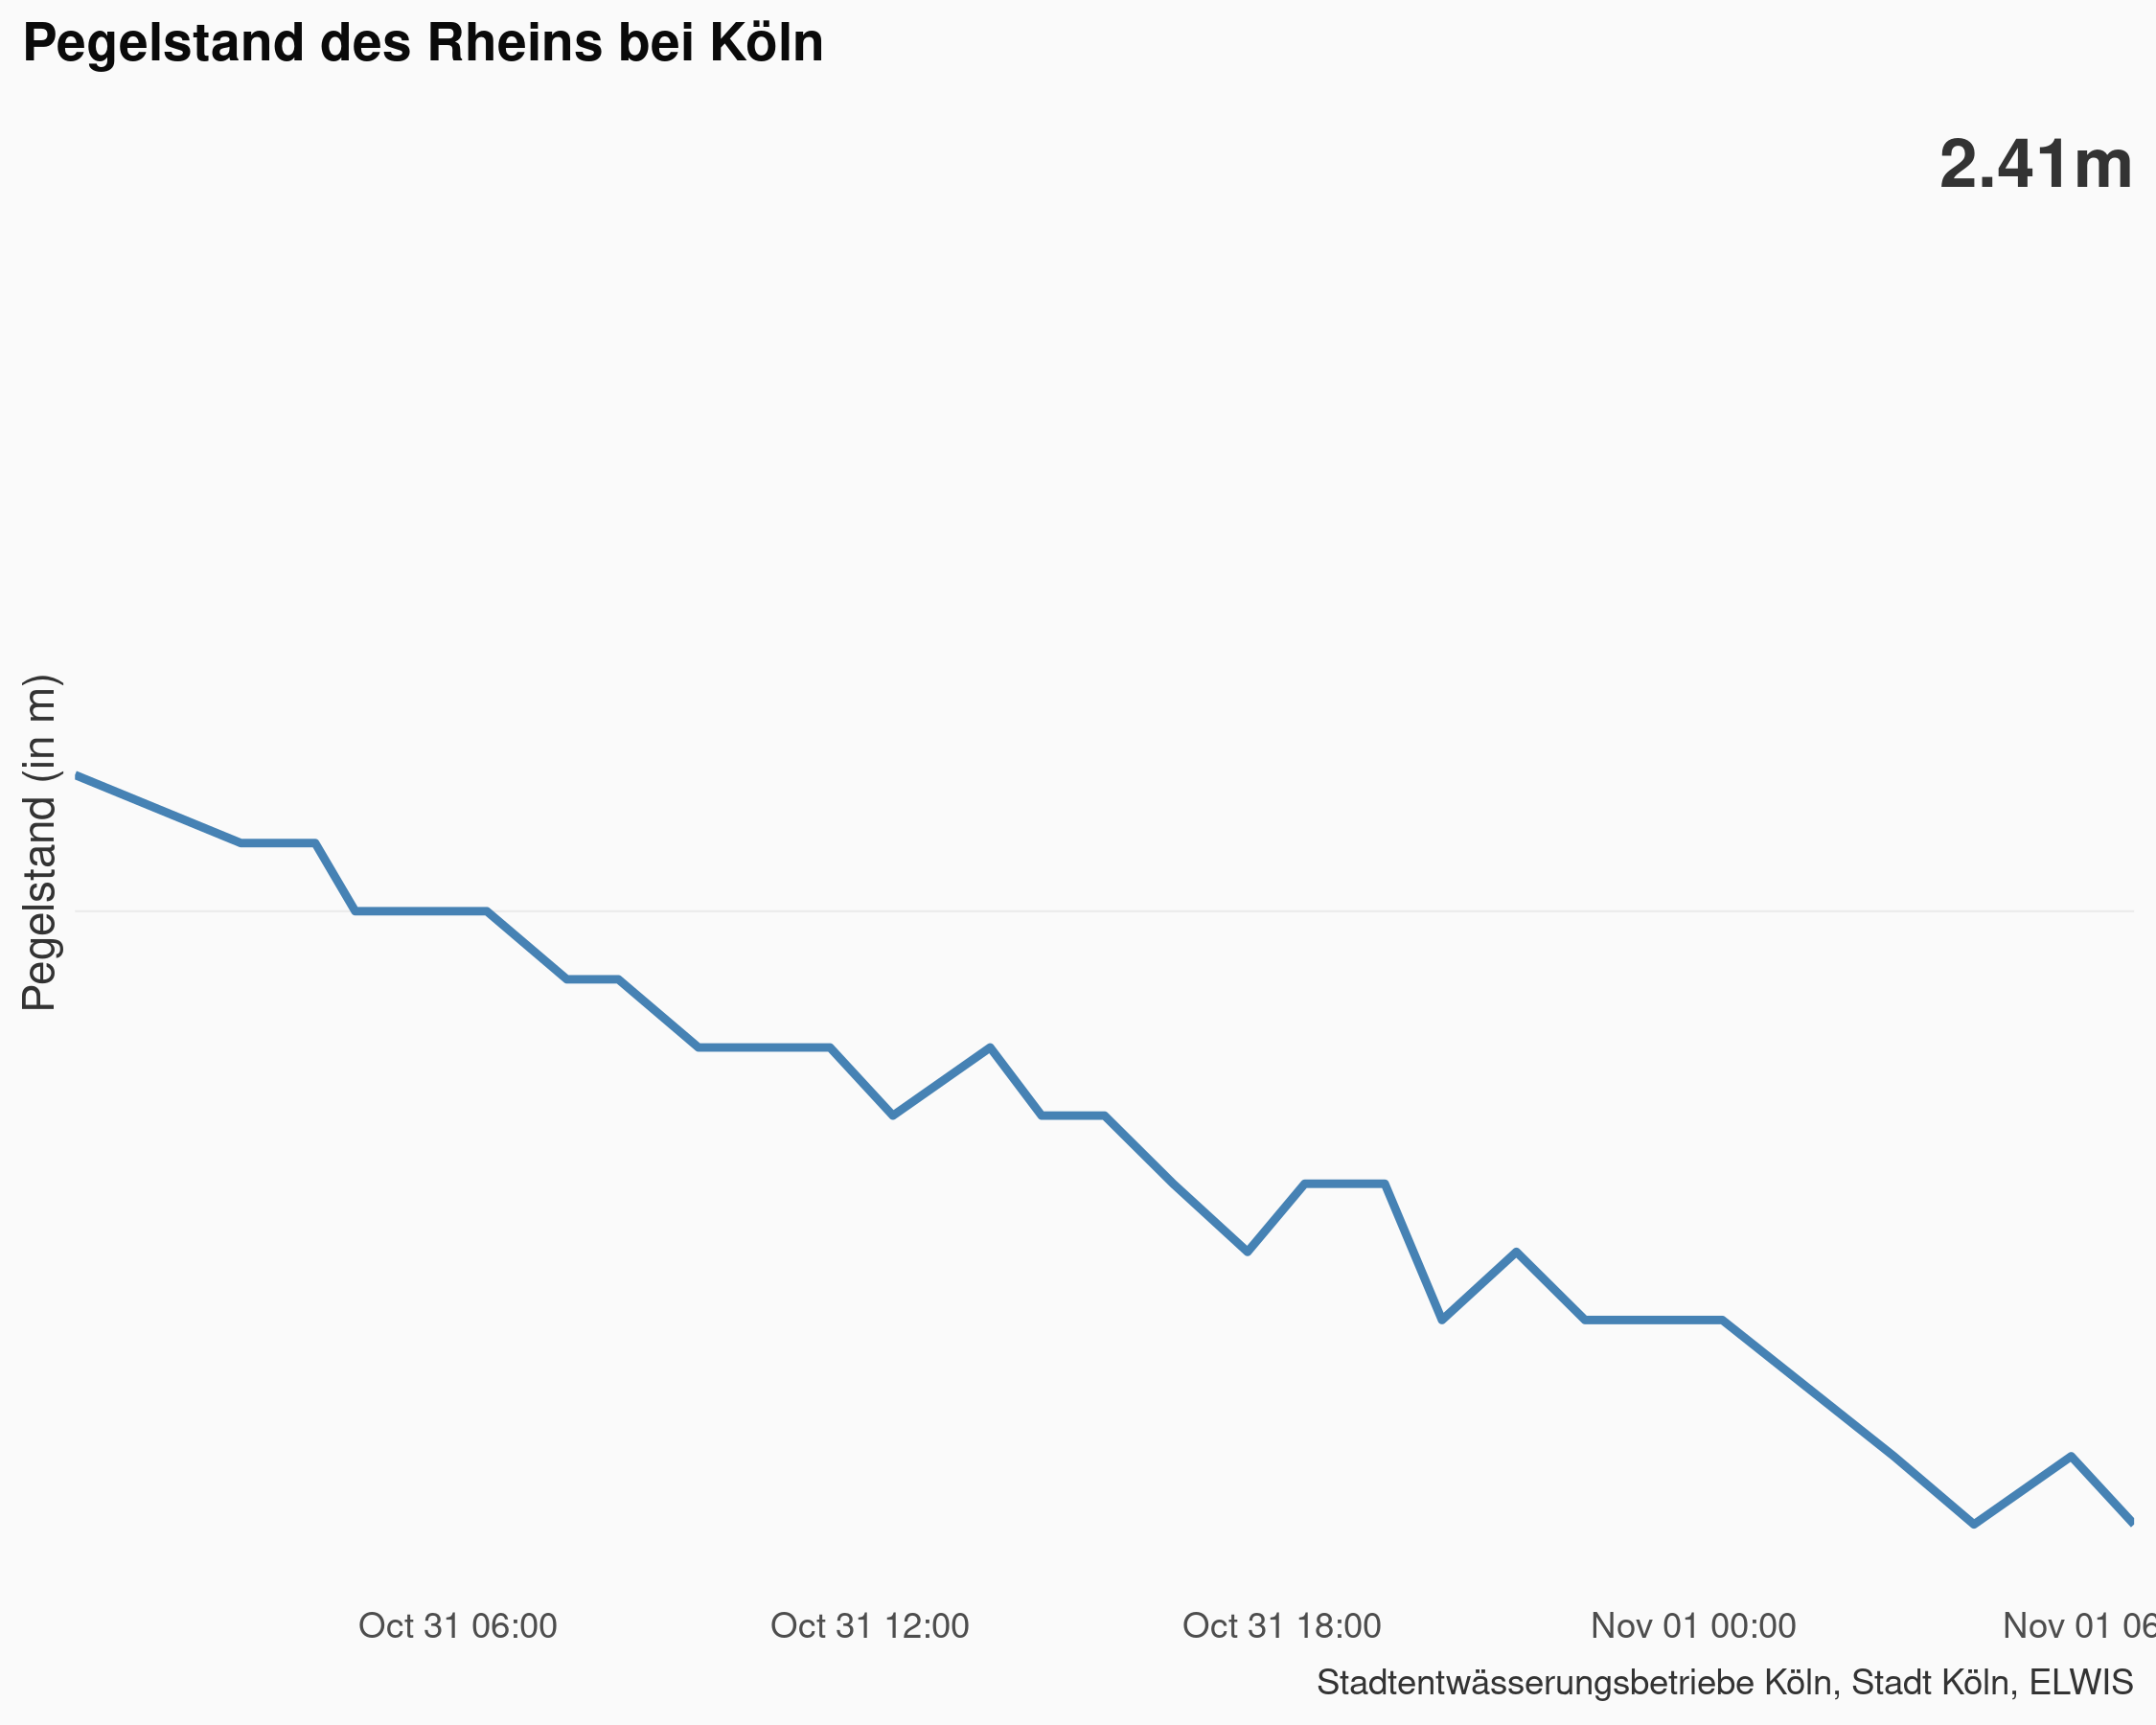 Pegelstand des Rheins bei Köln
2.41m
Pegelstand (in m)
Oct 31 06:00
Oct 31 12:00
Oct 31 18:00
Nov 01 00:00
Nov 01 06
Stadtentwässerungsbetriebe Köln, Stadt Köln, ELWIS